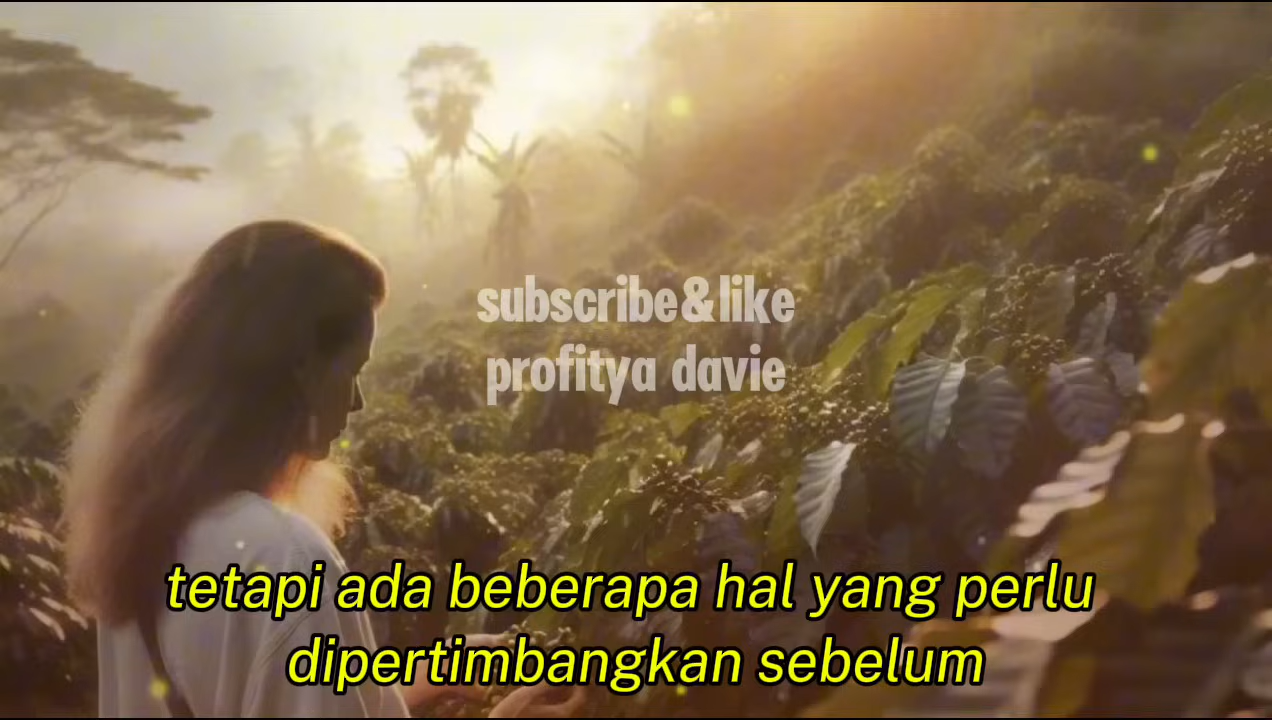 subscribe&like
profitya davie
tetapi ada beberapa hal yang perlu
dipertimbangkan sebelum